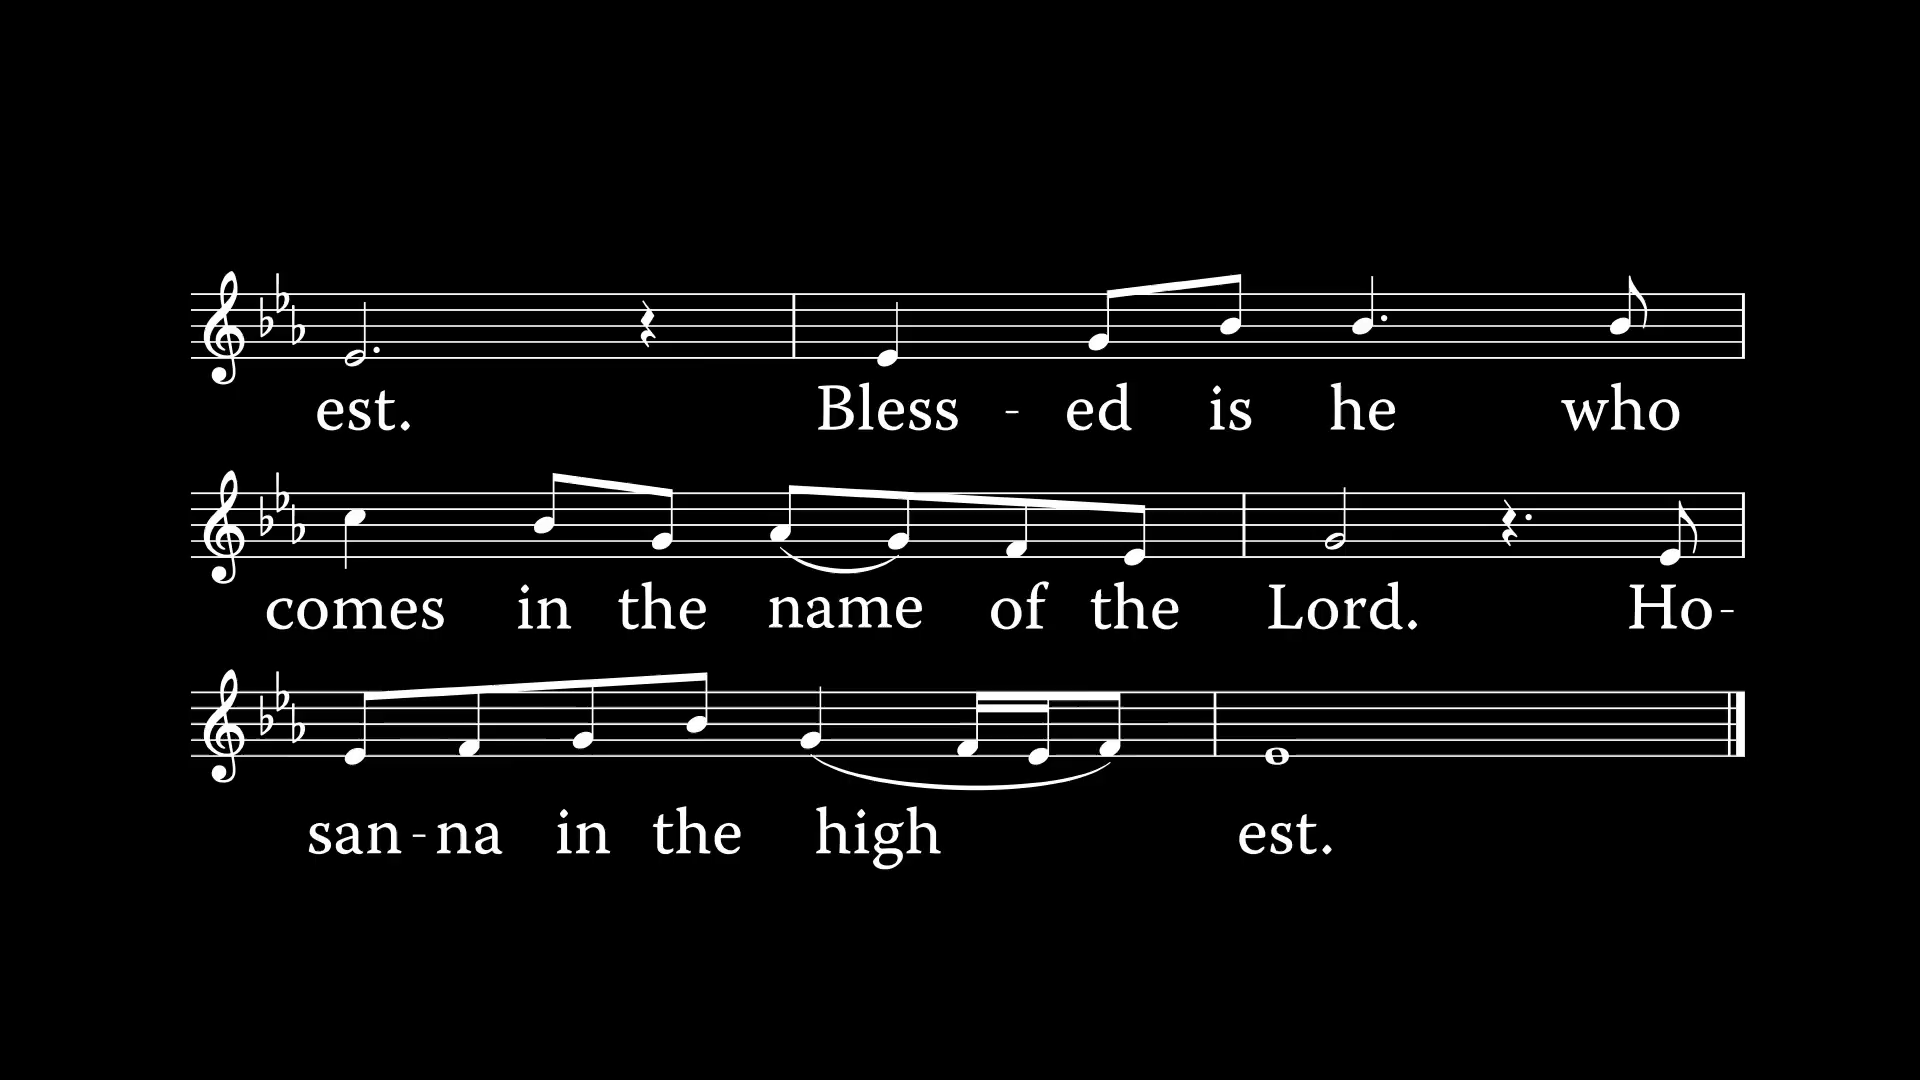 est. Bless - ed is he who
comes in the name of the Lord. Ho-
san-na in the high est.